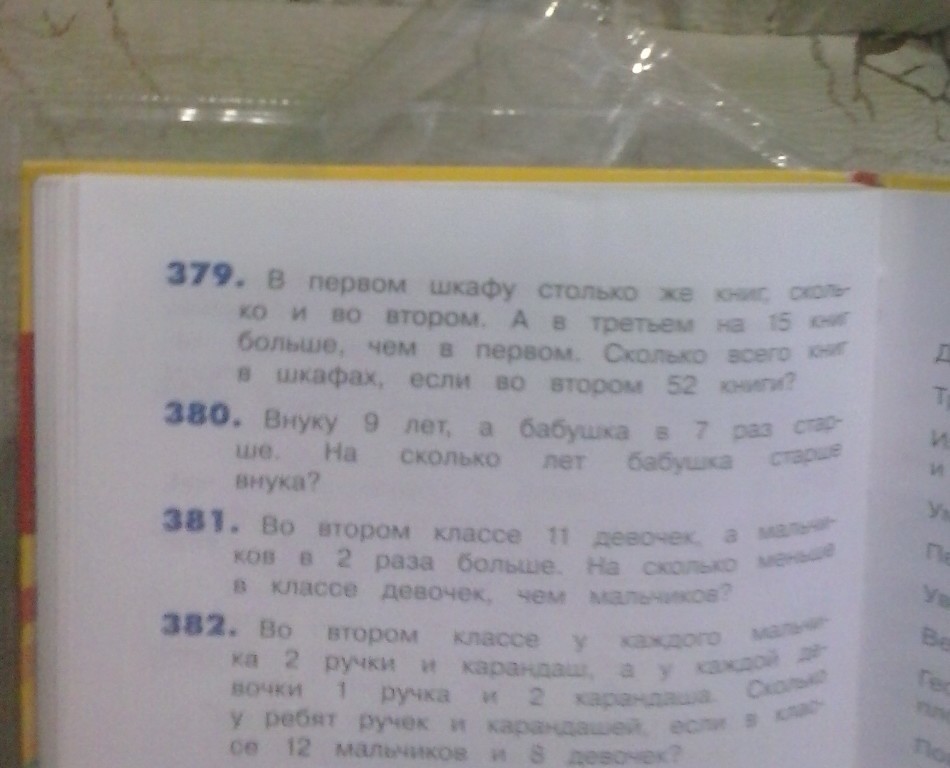 379. В первом шкафу столько же книг, сколь-
ко и во втором. А в третьем на 15 книг
больше, чем в первом. Сколько всего книг
в шкафах, если во втором 52 книги?
380. Внуку 9 лет, а бабушка в 7 раз стар-
ше. На сколько лет бабушка старше
внука?
381. Во втором классе 11 девочек, а мальчи-
ков в 2 раза больше. На сколько меньше
в классе девочек, чем мальчиков?
382. Во втором классе у каждого мальчи-
ка 2 ручки и карандаш, а у каждой де-
вочки 1 ручка и 2 карандаша. Сколько
у ребят ручек и карандашей, если в клас-
се 12 мальчиков и 8 девочек?